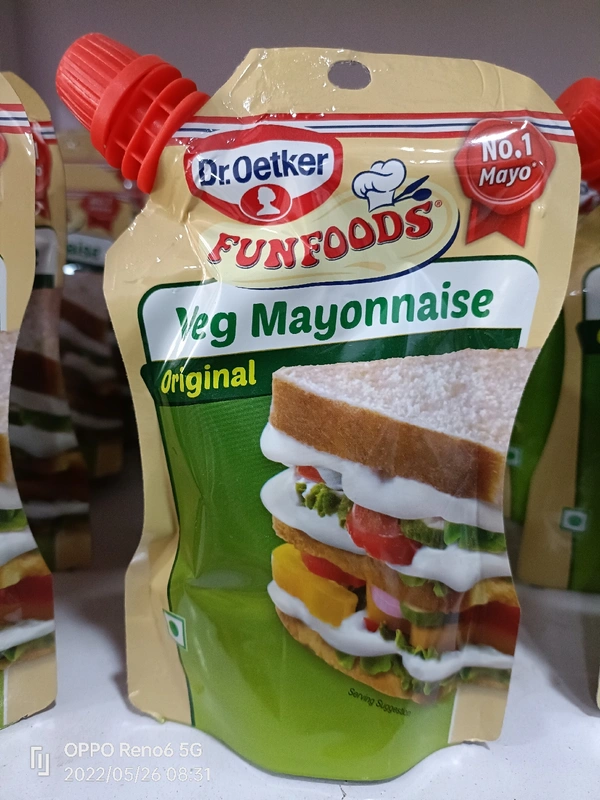 Dr.Oetker
No.1
Mayo*
FUNFOODS®
Veg Mayonnaise
Original
Serving Suggestion
OPPO Reno6 5G
2022/05/26 08:31